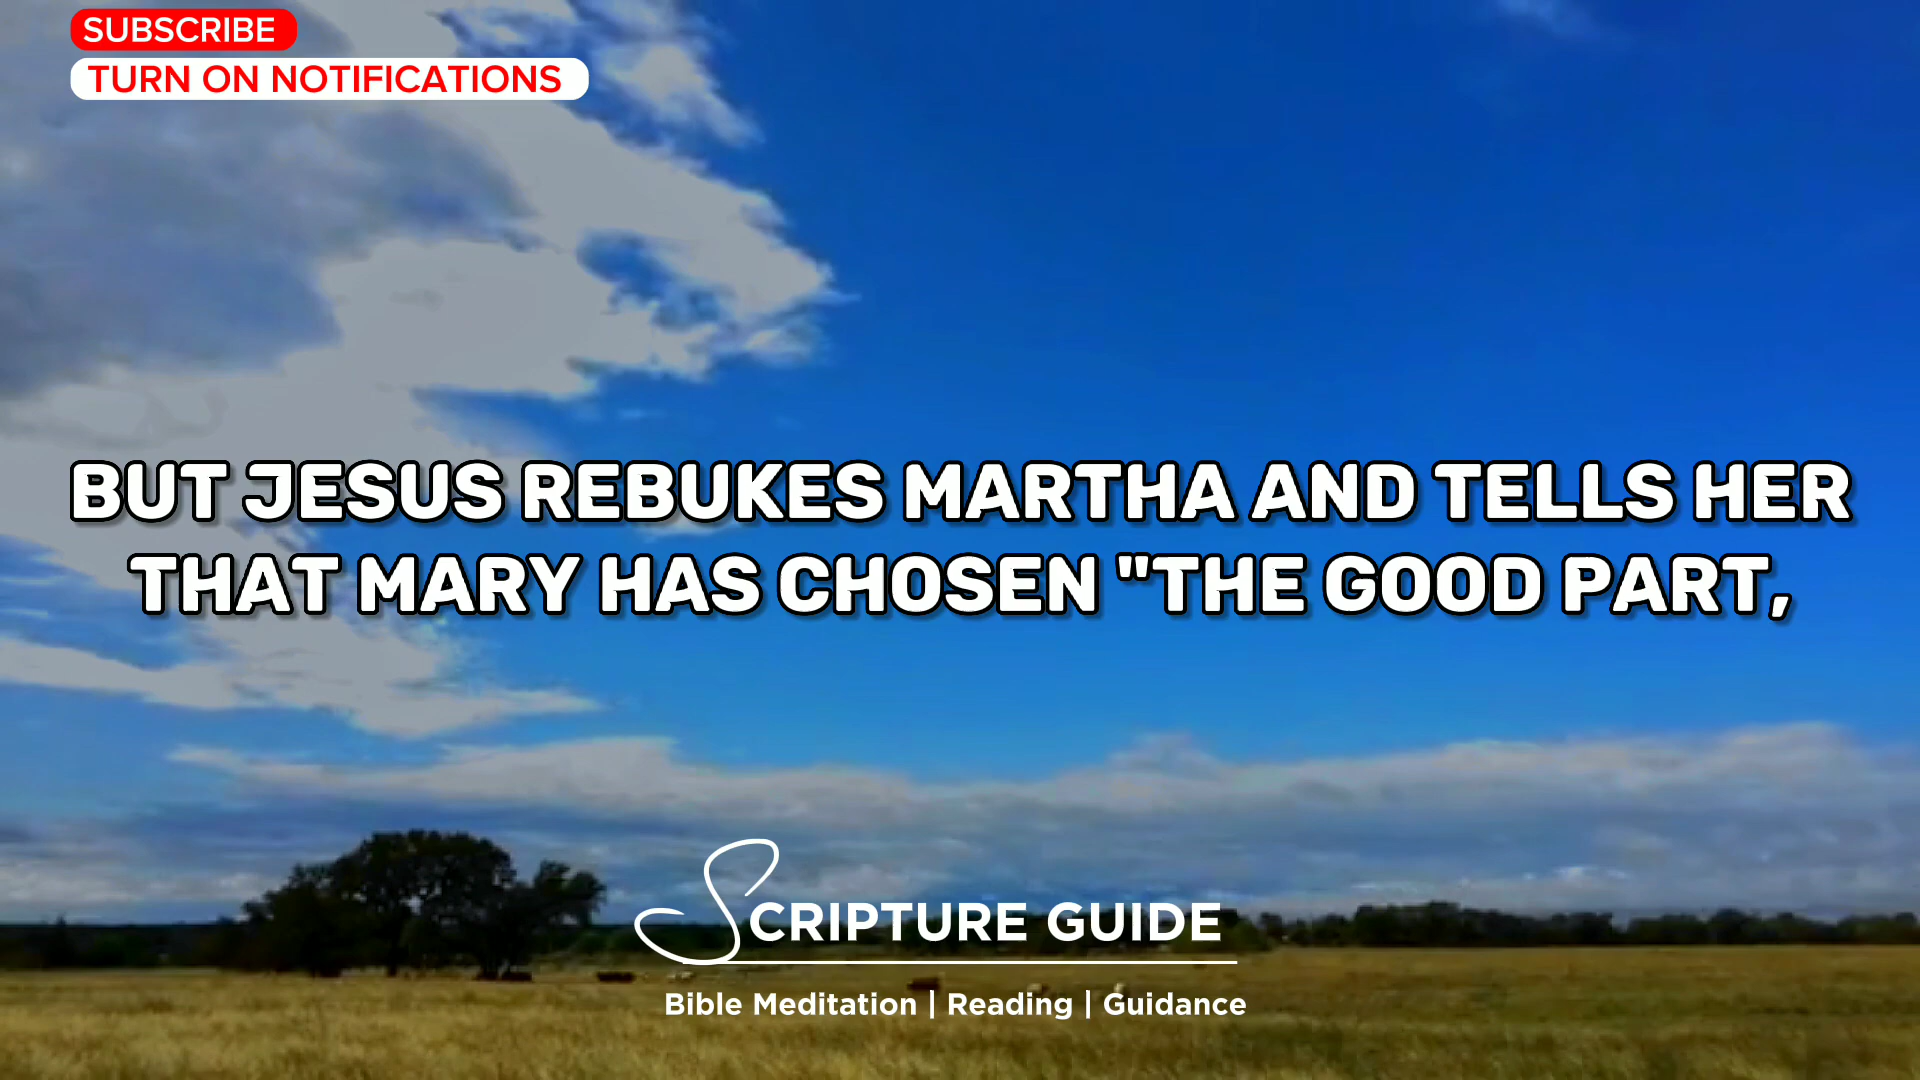 SUBSCRIBE
TURN ON NOTIFICATIONS
BUT JESUS REBUKES MARTHA AND TELLS HER
THAT MARY HAS CHOSEN "THE GOOD PART,
SCRIPTURE GUIDE
Bible Meditation | Reading | Guidance